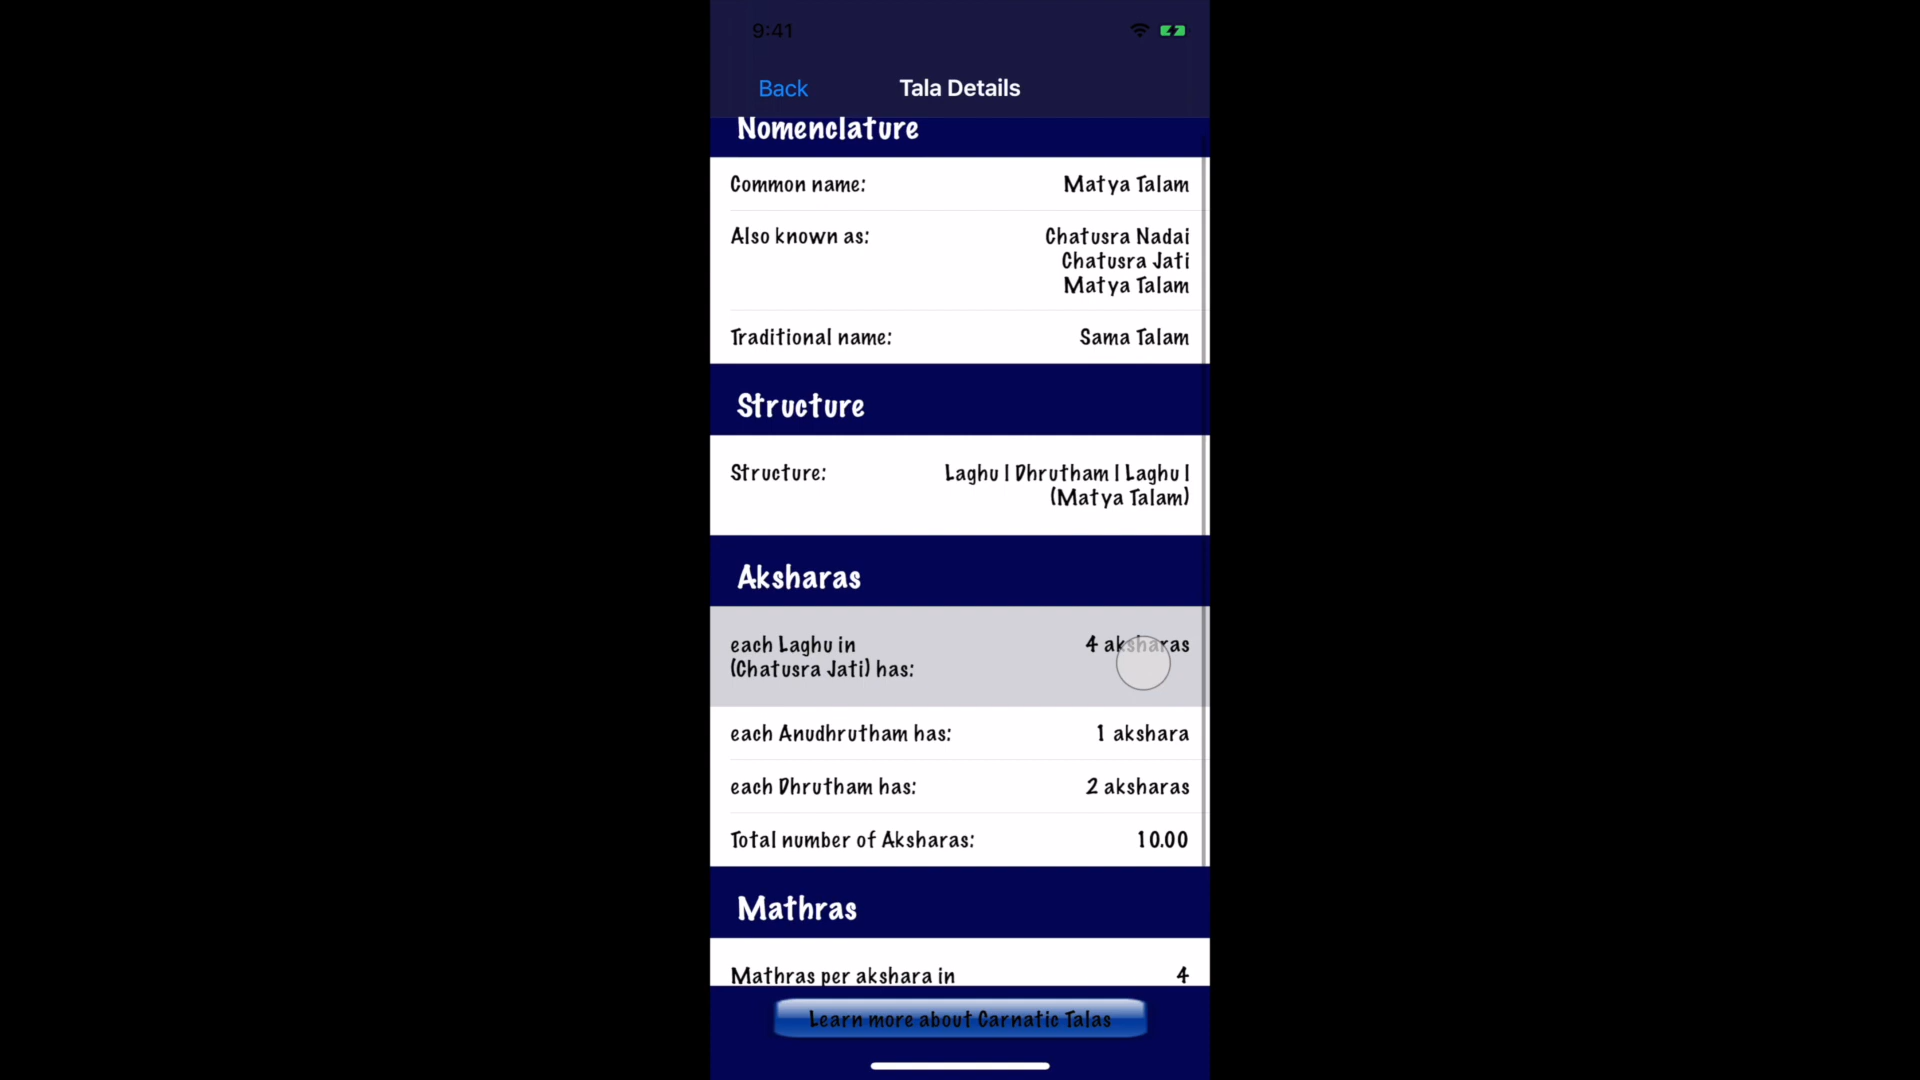 9:41
Back
Tala Details
Nomenclature
Common name:
Matya Talam
Also known as:
Chatusra Nadai
Chatusra Jati
Matya Talam
Traditional name:
Sama Talam
Structure
Structure:
Laghu | Dhrutham | Laghu |
(Matya Talam)
Aksharas
each Laghu in
(Chatusra Jati) has:
4 aksharas
each Anudhrutham has:
1 akshara
each Dhrutham has:
2 aksharas
Total number of Aksharas:
10.00
Mathras
Mathras per akshara in
4
Learn more about Carnatic Talas